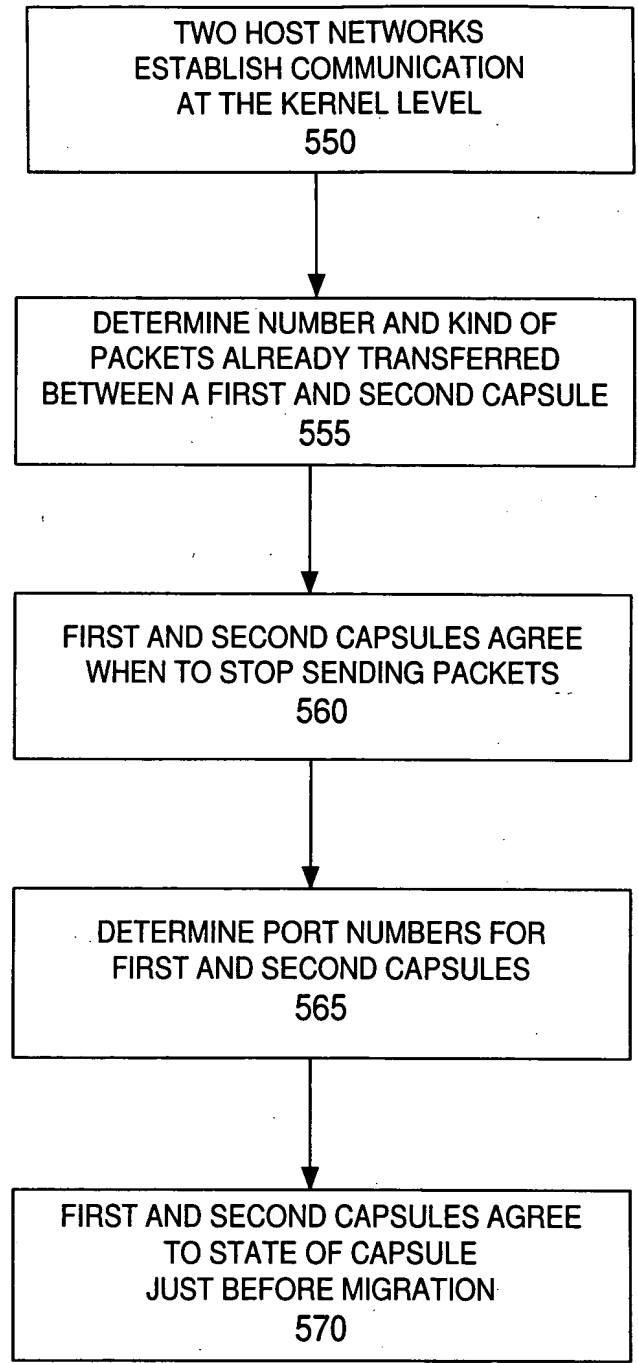 TWO HOST NETWORKS
ESTABLISH COMMUNICATION
AT THE KERNEL LEVEL
550
DETERMINE NUMBER AND KIND OF
PACKETS ALREADY TRANSFERRED
BETWEEN A FIRST AND SECOND CAPSULE
555
FIRST AND SECOND CAPSULES AGREE
WHEN TO STOP SENDING PACKETS
560
DETERMINE PORT NUMBERS FOR
FIRST AND SECOND CAPSULES
565
FIRST AND SECOND CAPSULES AGREE
TO STATE OF CAPSULE
JUST BEFORE MIGRATION
570